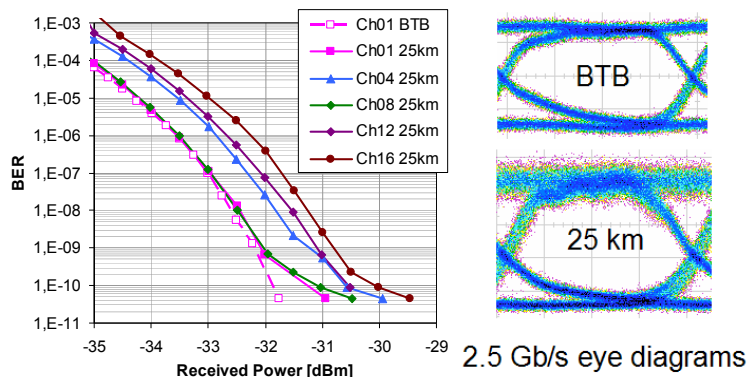 1,E-03
1,E-04
1,E-05
1,E-06
1,E-07
1,E-08
1,E-09
1,E-10
1,E-11
BER
-35
-34
-33
-32
-31
-30
-29
Received Power [dBm]
Ch01 BTB
Ch01 25km
Ch04 25km
Ch08 25km
Ch12 25km
Ch16 25km
BTB
25 km
2.5 Gb/s eye diagrams